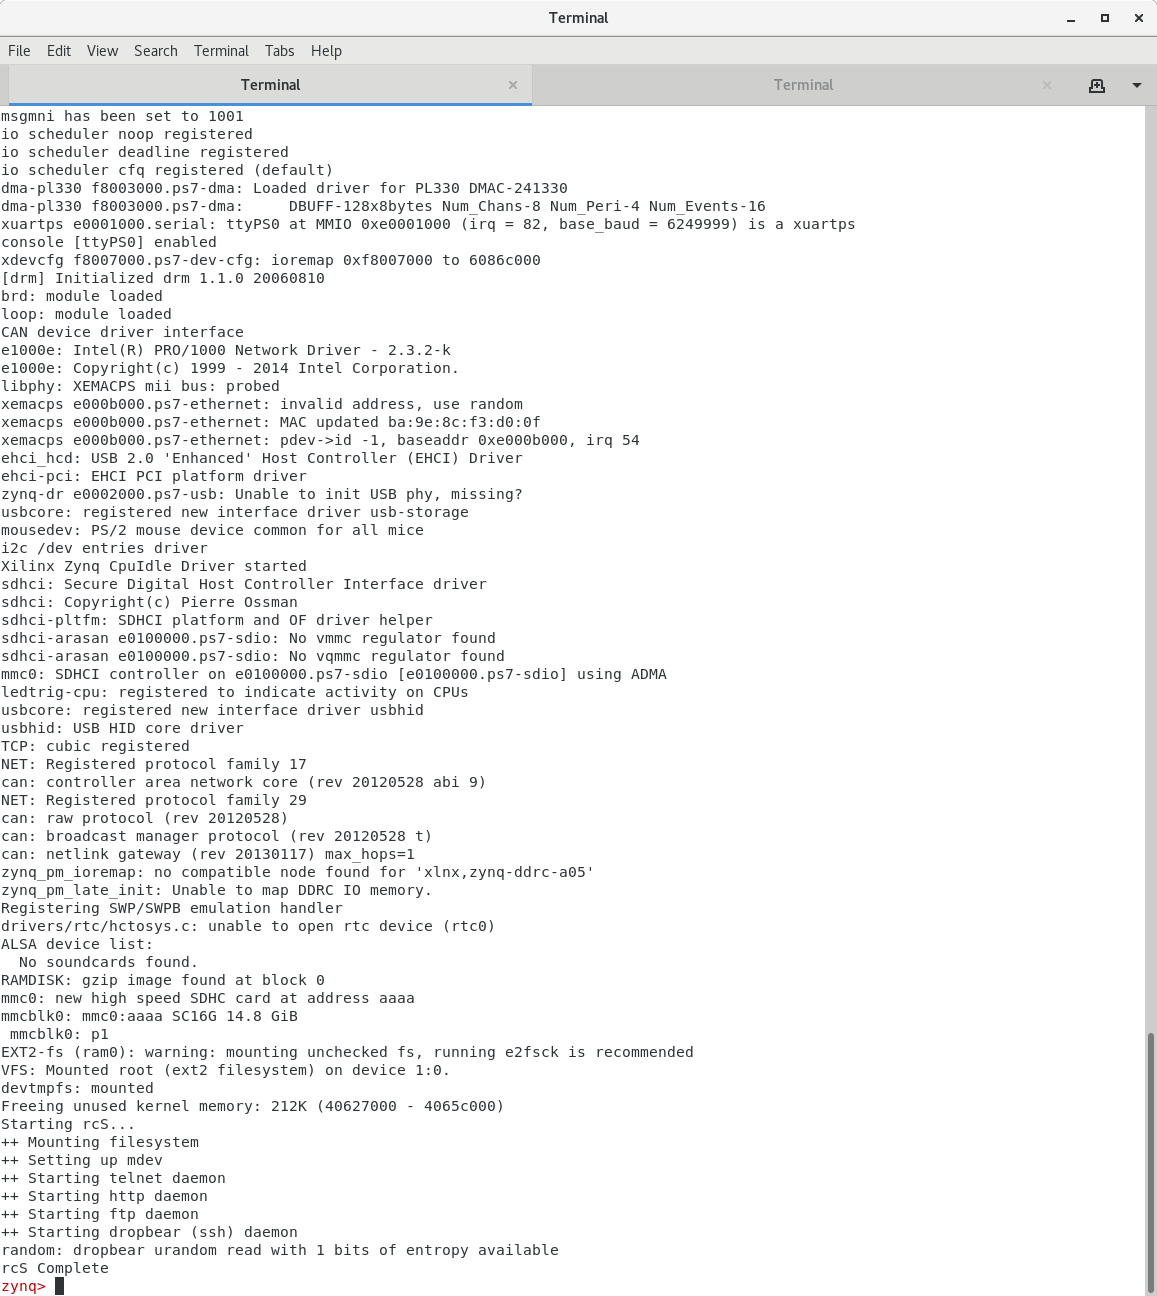 Terminal
File Edit View Search Terminal Tabs Help
Terminal Terminal
msgmni has been set to 1001
io scheduler noop registered
io scheduler deadline registered
io scheduler cfq registered (default)
dma-pl330 f8003000.ps7-dma: Loaded driver for PL330 DMAC-241330
dma-pl330 f8003000.ps7-dma:     DBUFF-128x8bytes Num_Chans-8 Num_Peri-4 Num_Events-16
xuartps e0001000.serial: ttyPS0 at MMIO 0xe0001000 (irq = 82, base_baud = 6249999) is a xuartps
console [ttyPS0] enabled
xdevcfg f8007000.ps7-dev-cfg: ioremap 0xf8007000 to 6086c000
[drm] Initialized drm 1.1.0 20060810
brd: module loaded
loop: module loaded
CAN device driver interface
e1000e: Intel(R) PRO/1000 Network Driver - 2.3.2-k
e1000e: Copyright(c) 1999 - 2014 Intel Corporation.
libphy: XEMACPS mii bus: probed
xemacps e000b000.ps7-ethernet: invalid address, use random
xemacps e000b000.ps7-ethernet: MAC updated ba:9e:8c:f3:d0:0f
xemacps e000b000.ps7-ethernet: pdev->id -1, baseaddr 0xe000b000, irq 54
ehci_hcd: USB 2.0 'Enhanced' Host Controller (EHCI) Driver
ehci-pci: EHCI PCI platform driver
zynq-dr e0002000.ps7-usb: Unable to init USB phy, missing?
usbcore: registered new interface driver usb-storage
mousedev: PS/2 mouse device common for all mice
i2c /dev entries driver
Xilinx Zynq CpuIdle Driver started
sdhci: Secure Digital Host Controller Interface driver
sdhci: Copyright(c) Pierre Ossman
sdhci-pltfm: SDHCI platform and OF driver helper
sdhci-arasan e0100000.ps7-sdio: No vmmc regulator found
sdhci-arasan e0100000.ps7-sdio: No vqmmc regulator found
mmc0: SDHCI controller on e0100000.ps7-sdio [e0100000.ps7-sdio] using ADMA
ledtrig-cpu: registered to indicate activity on CPUs
usbcore: registered new interface driver usbhid
usbhid: USB HID core driver
TCP: cubic registered
NET: Registered protocol family 17
can: controller area network core (rev 20120528 abi 9)
NET: Registered protocol family 29
can: raw protocol (rev 20120528)
can: broadcast manager protocol (rev 20120528 t)
can: netlink gateway (rev 20130117) max_hops=1
zynq_pm_ioremap: no compatible node found for 'xlnx,zynq-ddrc-a05'
zynq_pm_late_init: Unable to map DDRC IO memory.
Registering SWP/SWPB emulation handler
drivers/rtc/hctosys.c: unable to open rtc device (rtc0)
ALSA device list:
  No soundcards found.
RAMDISK: gzip image found at block 0
mmc0: new high speed SDHC card at address aaaa
mmcblk0: mmc0:aaaa SC16G 14.8 GiB
 mmcblk0: p1
EXT2-fs (ram0): warning: mounting unchecked fs, running e2fsck is recommended
VFS: Mounted root (ext2 filesystem) on device 1:0.
devtmpfs: mounted
Freeing unused kernel memory: 212K (40627000 - 4065c000)
Starting rcS...
++ Mounting filesystem
++ Setting up mdev
++ Starting telnet daemon
++ Starting http daemon
++ Starting ftp daemon
++ Starting dropbear (ssh) daemon
random: dropbear urandom read with 1 bits of entropy available
rcS Complete
zynq>